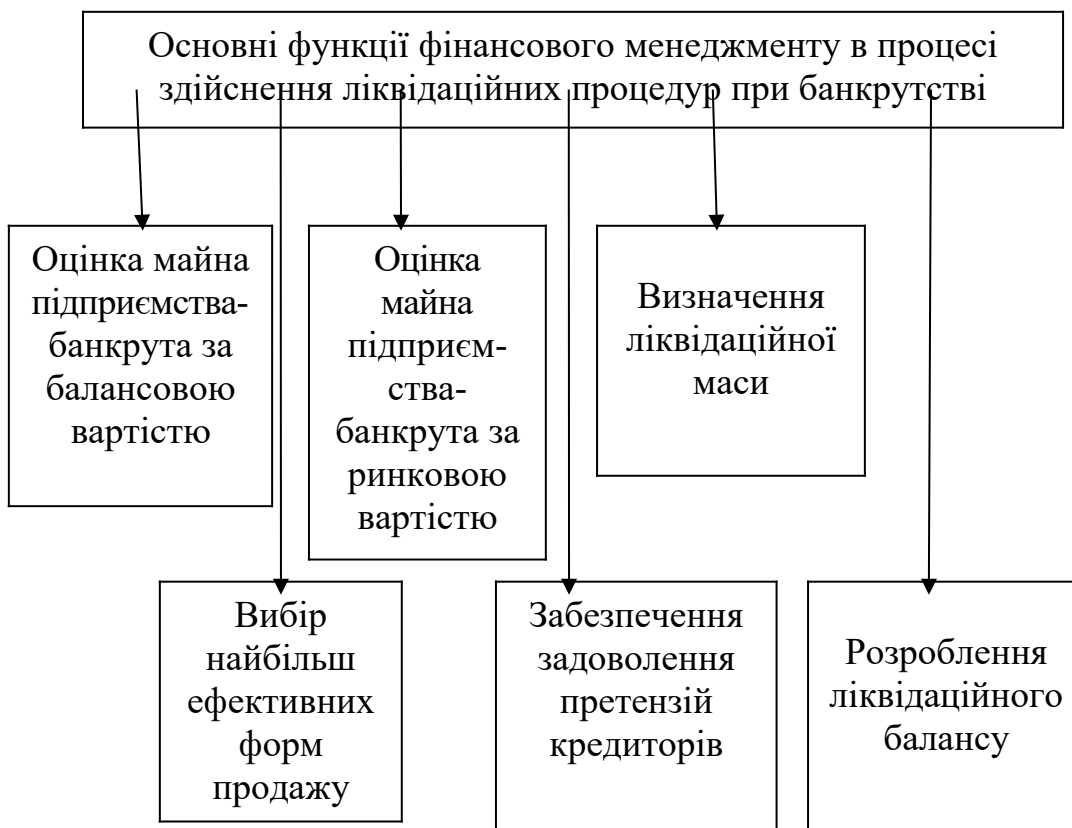 Основні функції фінансового менеджменту в процесі
здійснення ліквідаційних процедур при банкрутстві
Оцінка майна
підприємства-
банкрута за
балансовою
вартістю
Оцінка
майна
підприєм-
ства-
банкрута за
ринковою
вартістю
Визначення
ліквідаційної
маси
Вибір
найбільш
ефективних
форм
продажу
Забезпечення
задоволення
претензій
кредиторів
Розроблення
ліквідаційного
балансу